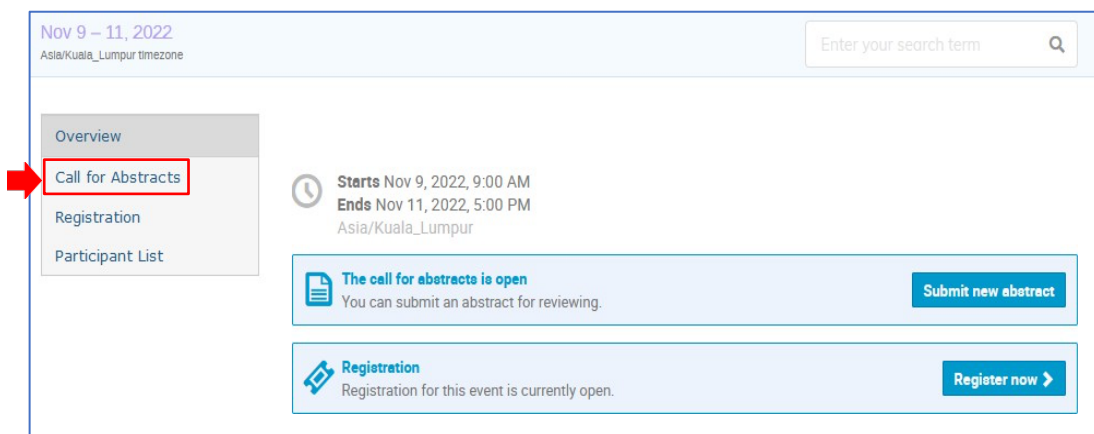 Nov 9 – 11, 2022
Asia/Kuala_Lumpur timezone
Enter your search term
Overview
Call for Abstracts
Registration
Participant List
Starts Nov 9, 2022, 9:00 AM
Ends Nov 11, 2022, 5:00 PM
Asia/Kuala_Lumpur
The call for abstracts is open
You can submit an abstract for reviewing.
Submit new abstract
Registration
Registration for this event is currently open.
Register now